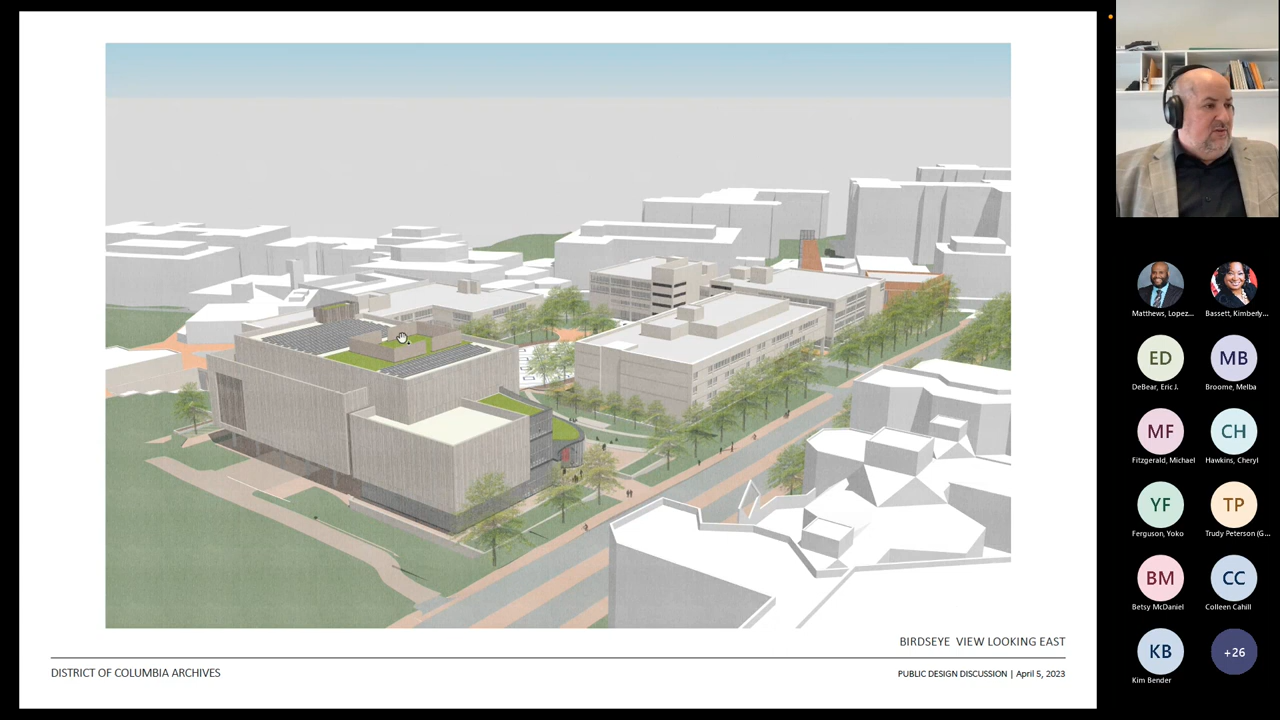 BIRDSEYE VIEW LOOKING EAST
DISTRICT OF COLUMBIA ARCHIVES
PUBLIC DESIGN DISCUSSION | April 5, 2023
Matthews, Lopez...
Bassett, Kimberly...
ED
MB
DeBear, Eric J.
Broome, Melba
MF
CH
Fitzgerald, Michael
Hawkins, Cheryl
YF
TP
Ferguson, Yoko
Trudy Peterson (G...
BM
CC
Betsy McDaniel
Colleen Cahill
KB
+26
Kim Bender